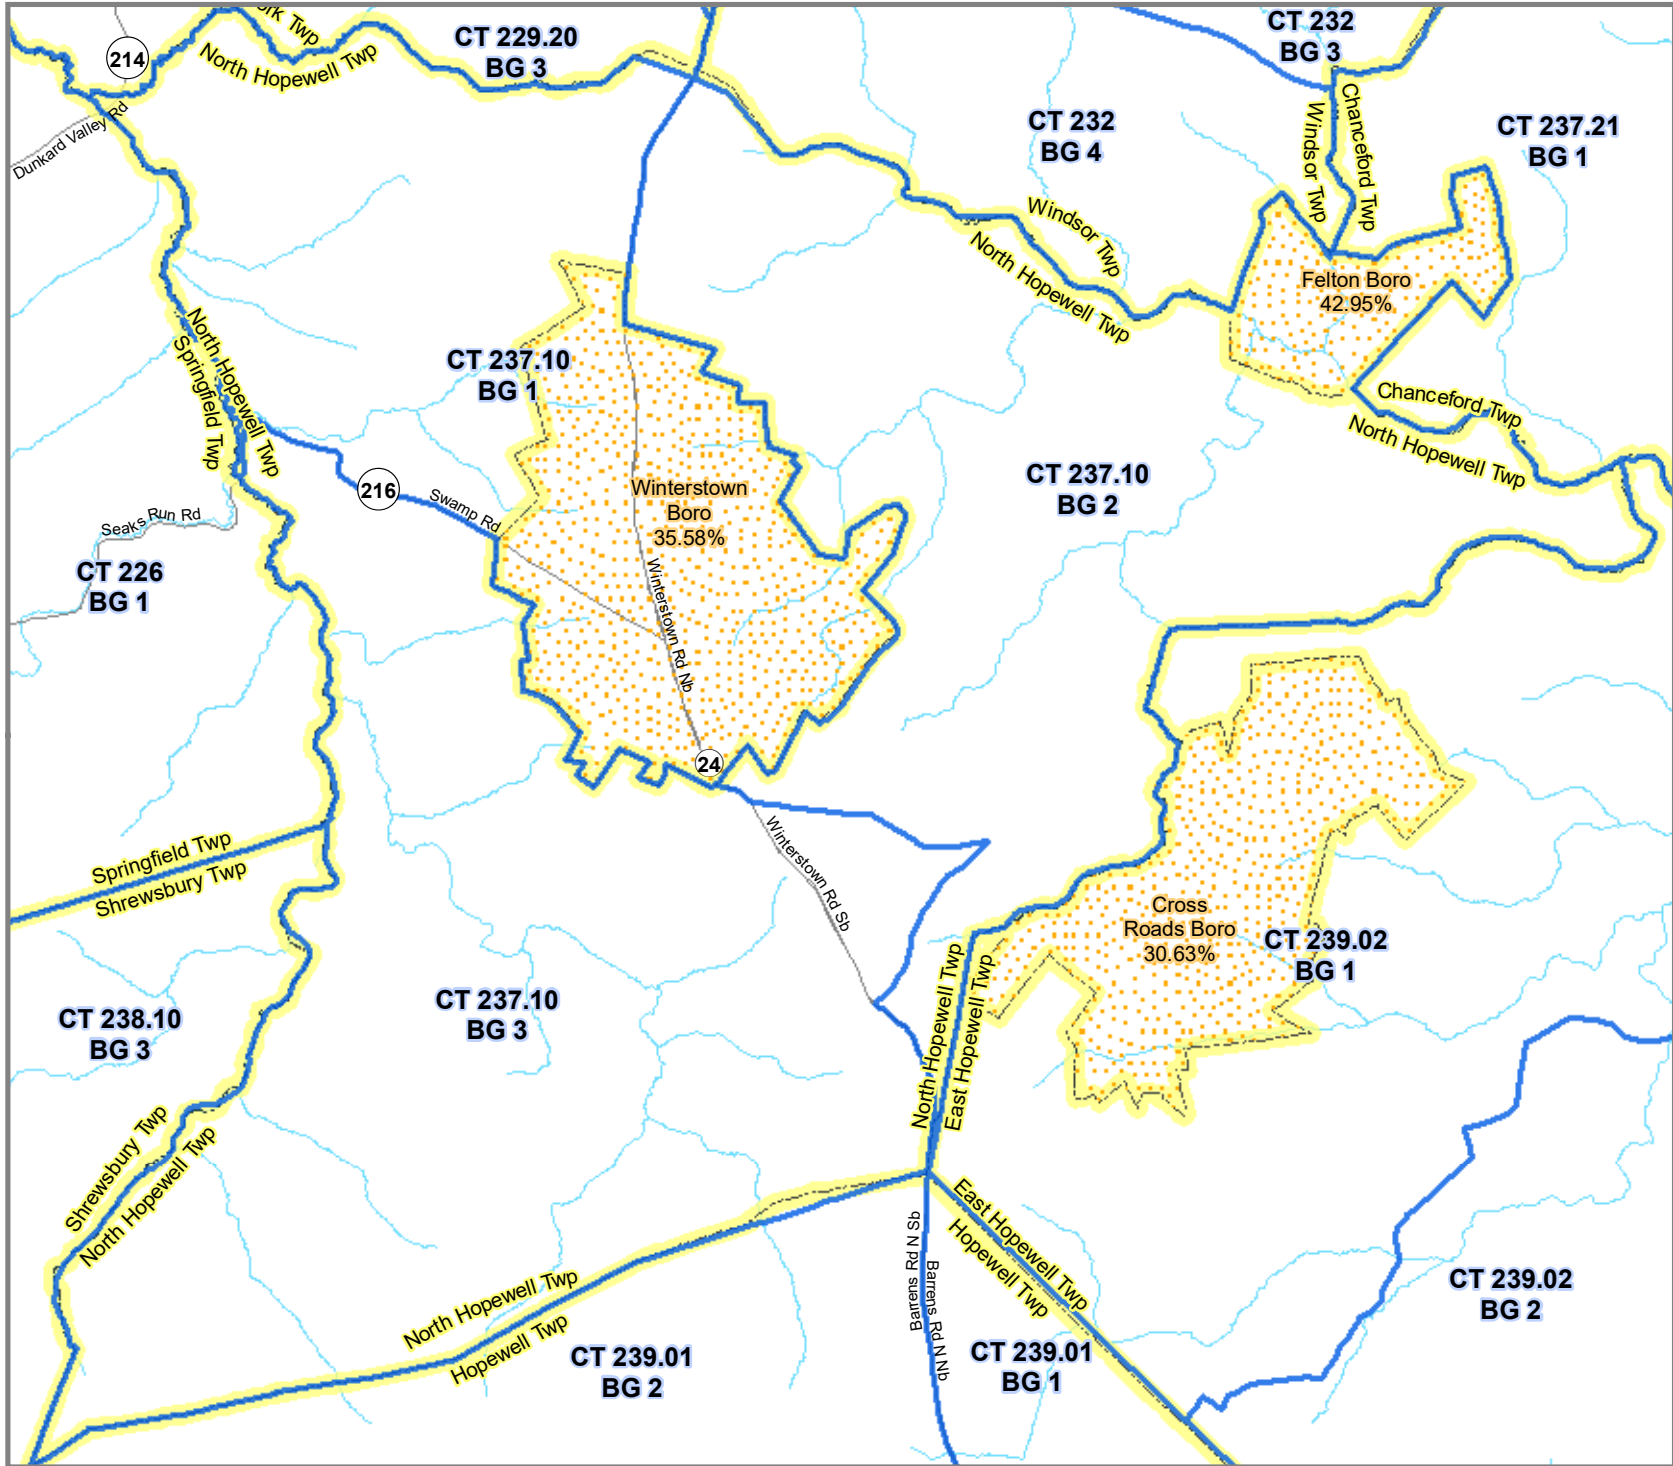 ork Twp
North Hopewell Twp
214
Dunkard Valley Rd
CT 229.20
BG 3
CT 232
BG 3
CT 232
BG 4
Windsor Twp
Chanceford Twp
CT 237.21
BG 1
Windsor Twp
North Hopewell Twp
Felton Boro
42.95%
Chanceford Twp
North Hopewell Twp
North Hopewell Twp
Springfield Twp
CT 237.10
BG 1
216
Swamp Rd
Winterstown
Boro
35.58%
Winterstown Rd Nb
CT 237.10
BG 2
Seaks Run Rd
CT 226
BG 1
24
Winterstown Rd Sb
Springfield Twp
Shrewsbury Twp
Cross
Roads Boro
30.63%
CT 239.02
BG 1
North Hopewell Twp
East Hopewell Twp
CT 237.10
BG 3
CT 238.10
BG 3
Shrewsbury Twp
North Hopewell Twp
North Hopewell Twp
Hopewell Twp
East Hopewell Twp
Hopewell Twp
Barrens Rd N Sb
Barrens Rd N Nb
CT 239.02
BG 2
CT 239.01
BG 2
CT 239.01
BG 1